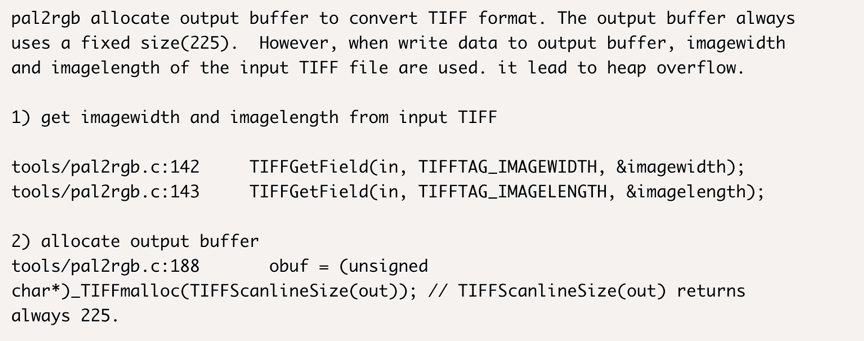 pal2rgb allocate output buffer to convert TIFF format. The output buffer always
uses a fixed size(225).  However, when write data to output buffer, imagewidth
and imagelength of the input TIFF file are used. it lead to heap overflow.

1) get imagewidth and imagelength from input TIFF

tools/pal2rgb.c:142     TIFFGetField(in, TIFFTAG_IMAGEWIDTH, &imagewidth);
tools/pal2rgb.c:143     TIFFGetField(in, TIFFTAG_IMAGELENGTH, &imagelength);

2) allocate output buffer
tools/pal2rgb.c:188       obuf = (unsigned
char*)_TIFFmalloc(TIFFScanlineSize(out)); // TIFFScanlineSize(out) returns
always 225.